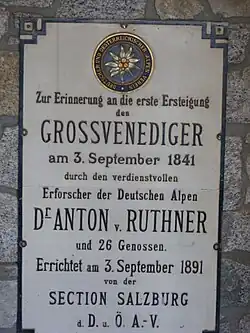 Zur Erinnerung an die erste Ersteigung
des
GROSSVENEDIGER
am 3. September 1841
durch den verdienstvollen
Erforscher der Deutschen Alpen
Dr ANTON v. RUTHNER
und 26 Genossen.
Errichtet am 3. September 1891
von der
SECTION SALZBURG
d. D. u. Ö. A.-V.